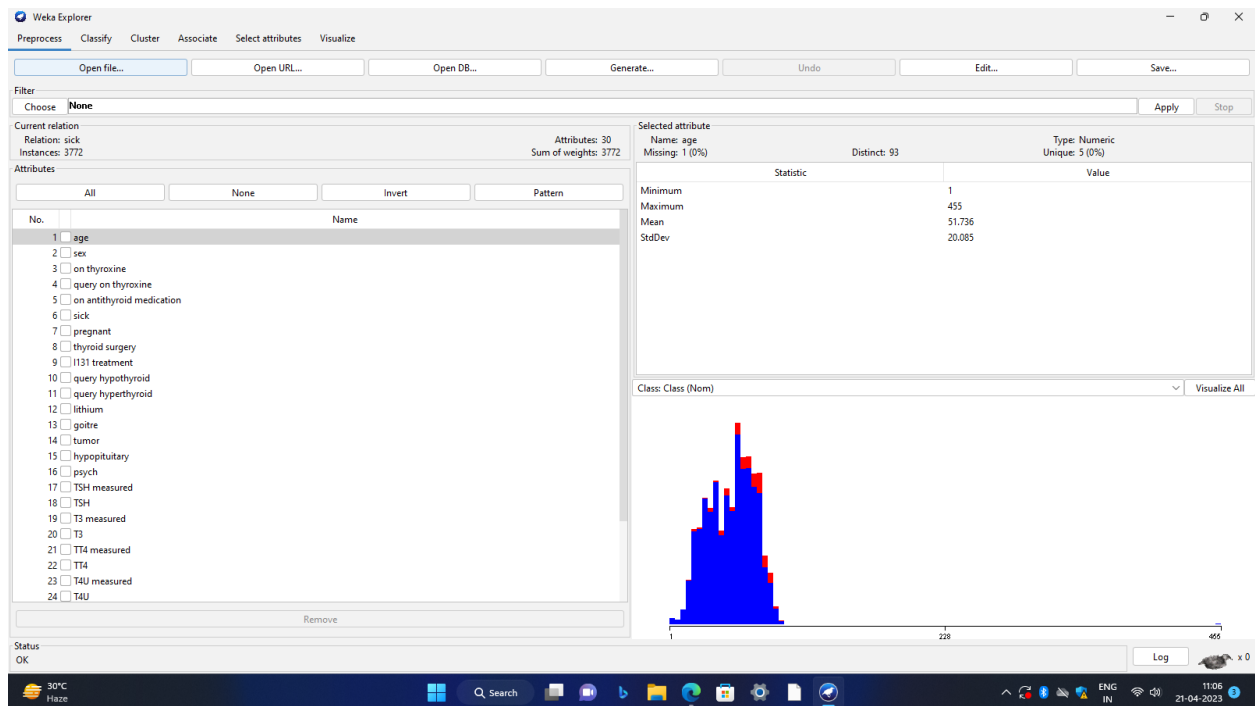 Weka Explorer
Preprocess Classify Cluster Associate Select attributes Visualize
Open file... Open URL... Open DB... Generate... Undo Edit... Save...
Filter
Choose None Apply Stop
Current relation
Relation: sick Attributes: 30
Instances: 3772 Sum of weights: 3772
Attributes
All None Invert Pattern
No. Name
1 age
2 sex
3 on thyroxine
4 query on thyroxine
5 on antithyroid medication
6 sick
7 pregnant
8 thyroid surgery
9 I131 treatment
10 query hypothyroid
11 query hyperthyroid
12 lithium
13 goitre
14 tumor
15 hypopituitary
16 psych
17 TSH measured
18 TSH
19 T3 measured
20 T3
21 TT4 measured
22 TT4
23 T4U measured
24 T4U
Remove
Selected attribute
Name: age Type: Numeric
Missing: 1 (0%) Distinct: 93 Unique: 5 (0%)
Statistic Value
Minimum 1
Maximum 455
Mean 51.736
StdDev 20.085
Class: Class (Nom) Visualize All
1 228 455
Status
OK
Log x 0
30°C
Haze
Search
ENG
IN
11:06
21-04-2023
3